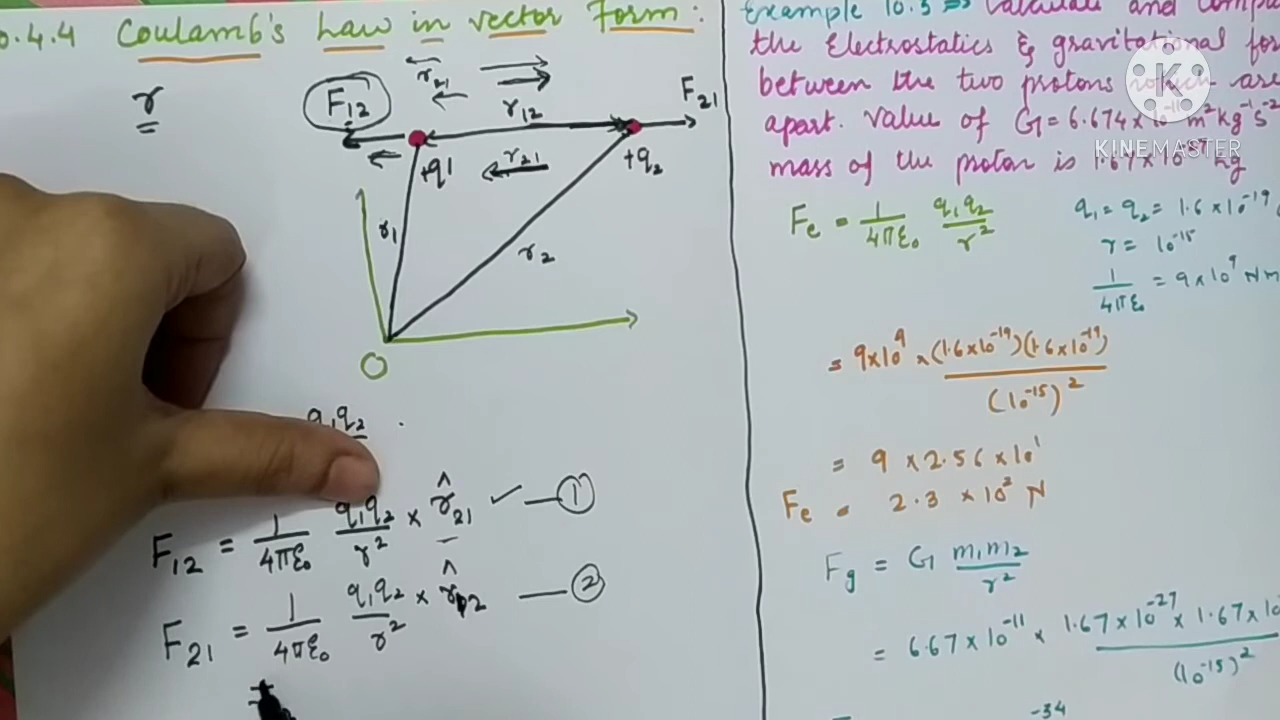 0.4.4 Coulamb's Law in vector Form:
r
r21
F12
r12
F21
+q1
r21
+q2
r1
r2
O
q1q2
F12 = 1/4πε0 q1q2/r² × r̂21 ✓ — ①
F21 = 1/4πε0 q1q2/r² × r̂12 — ②
=
Example 10.3 ⇒ Calculate and
the Electrostatics & gravitational
between the two protons which are
apart. Value of G = 6.674×10⁻¹¹ m²kg⁻¹s⁻²
mass of the proton is 1.67×10 kg
KINEMASTER
K
Fe = 1/4πε0 q1q2/r²
q1 = q2 = 1.6×10⁻¹⁹
r = 10⁻¹⁵
1/4πε0 = 9×10⁹ Nm
= 9×10⁹ × (1.6×10⁻¹⁹)(1.6×10⁻¹⁹)/(10⁻¹⁵)²
= 9 × 2.56 × 10¹
Fe = 2.3 × 10² N
Fg = G m1m2/r²
= 6.67×10⁻¹¹ × 1.67×10⁻²⁷ × 1.67×10/(10⁻¹⁵)²
-34